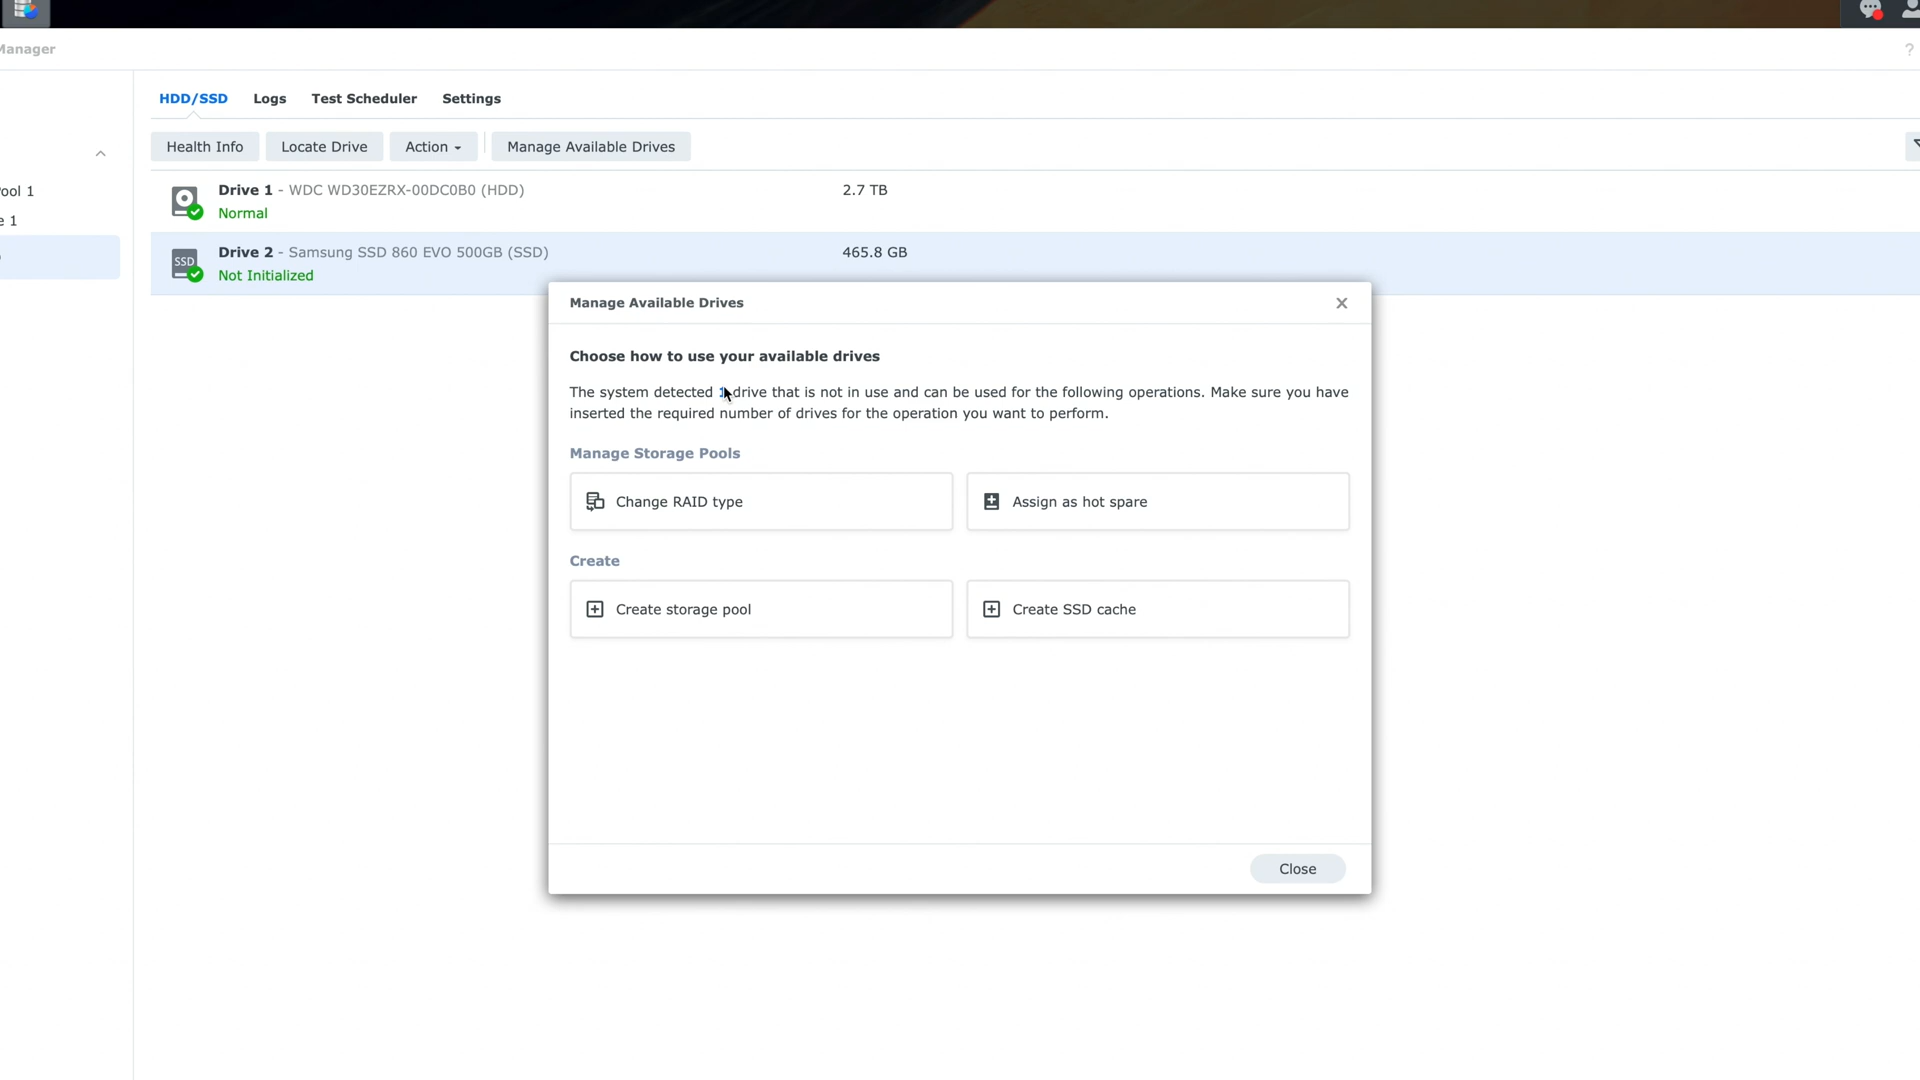 Manager
?
HDD/SSD Logs Test Scheduler Settings
Health Info Locate Drive Action Manage Available Drives
ool 1
e 1
Drive 1 - WDC WD30EZRX-00DC0B0 (HDD) 2.7 TB
Normal
SSD
Drive 2 - Samsung SSD 860 EVO 500GB (SSD) 465.8 GB
Not Initialized
Manage Available Drives
Choose how to use your available drives
The system detected drive that is not in use and can be used for the following operations. Make sure you have
inserted the required number of drives for the operation you want to perform.
Manage Storage Pools
Change RAID type Assign as hot spare
Create
Create storage pool Create SSD cache
Close